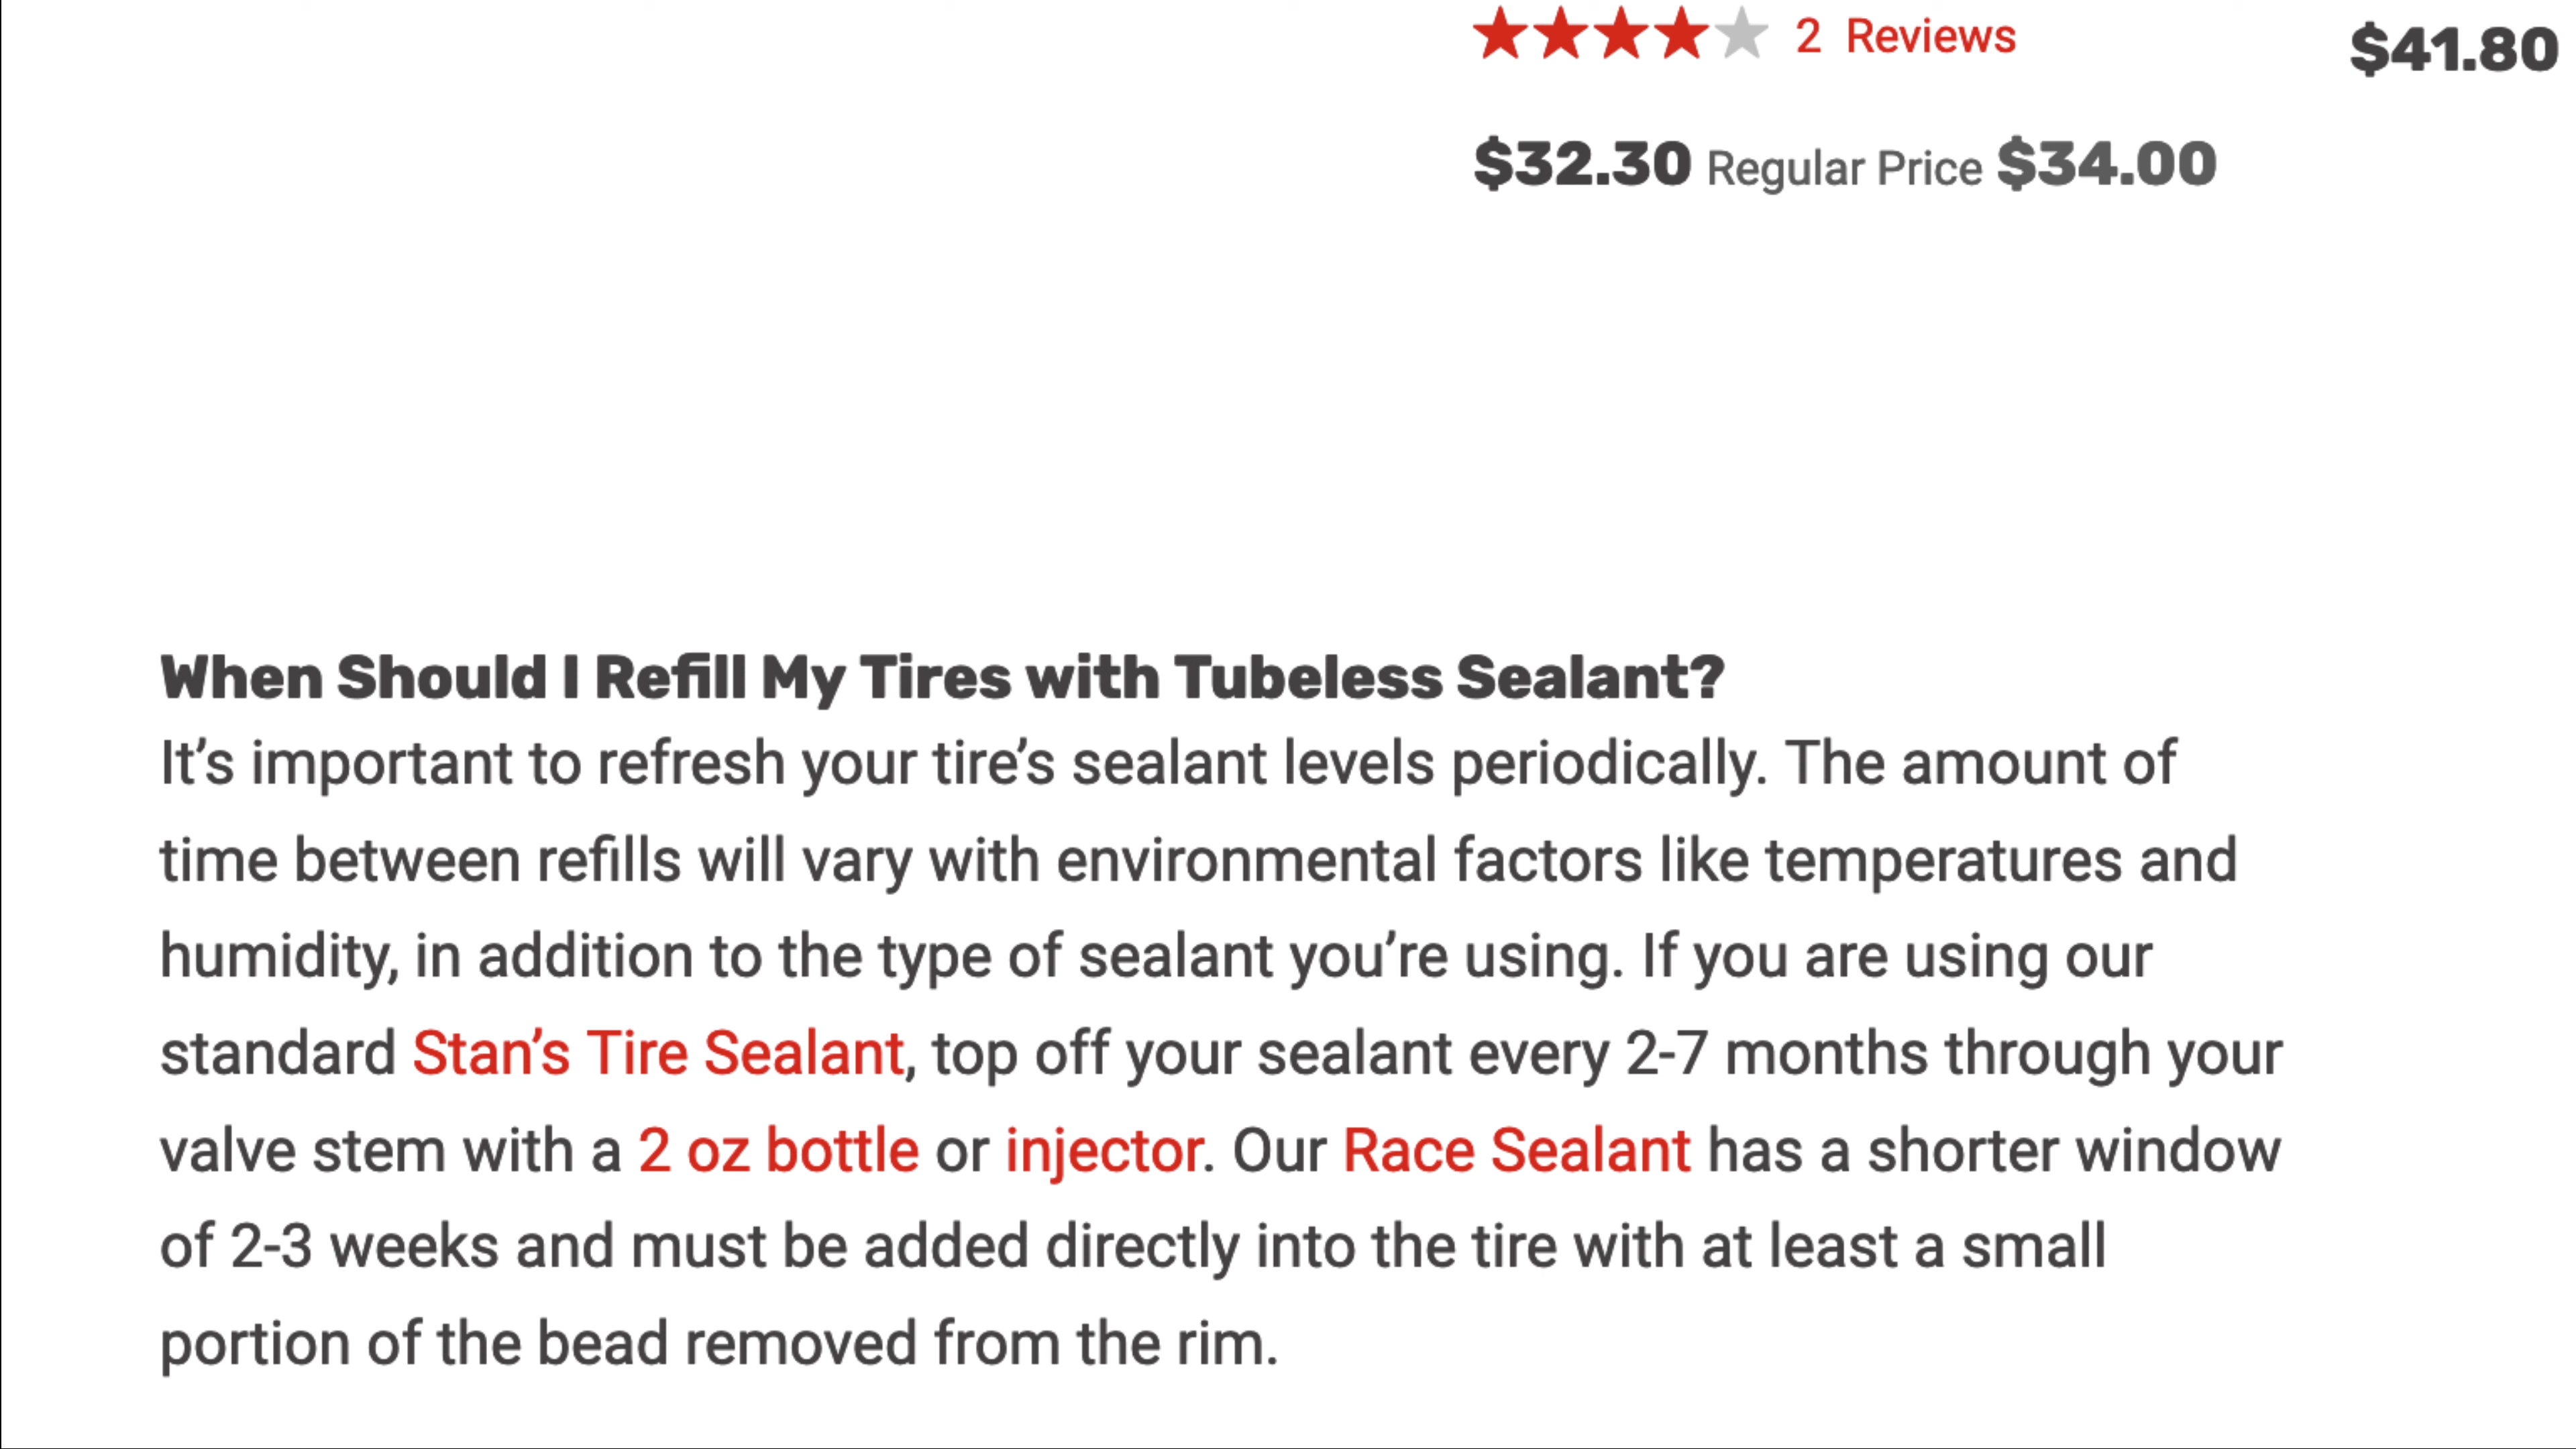 2 Reviews
$41.80
$32.30 Regular Price $34.00
When Should I Refill My Tires with Tubeless Sealant?
It’s important to refresh your tire’s sealant levels periodically. The amount of
time between refills will vary with environmental factors like temperatures and
humidity, in addition to the type of sealant you’re using. If you are using our
standard Stan’s Tire Sealant, top off your sealant every 2-7 months through your
valve stem with a 2 oz bottle or injector. Our Race Sealant has a shorter window
of 2-3 weeks and must be added directly into the tire with at least a small
portion of the bead removed from the rim.